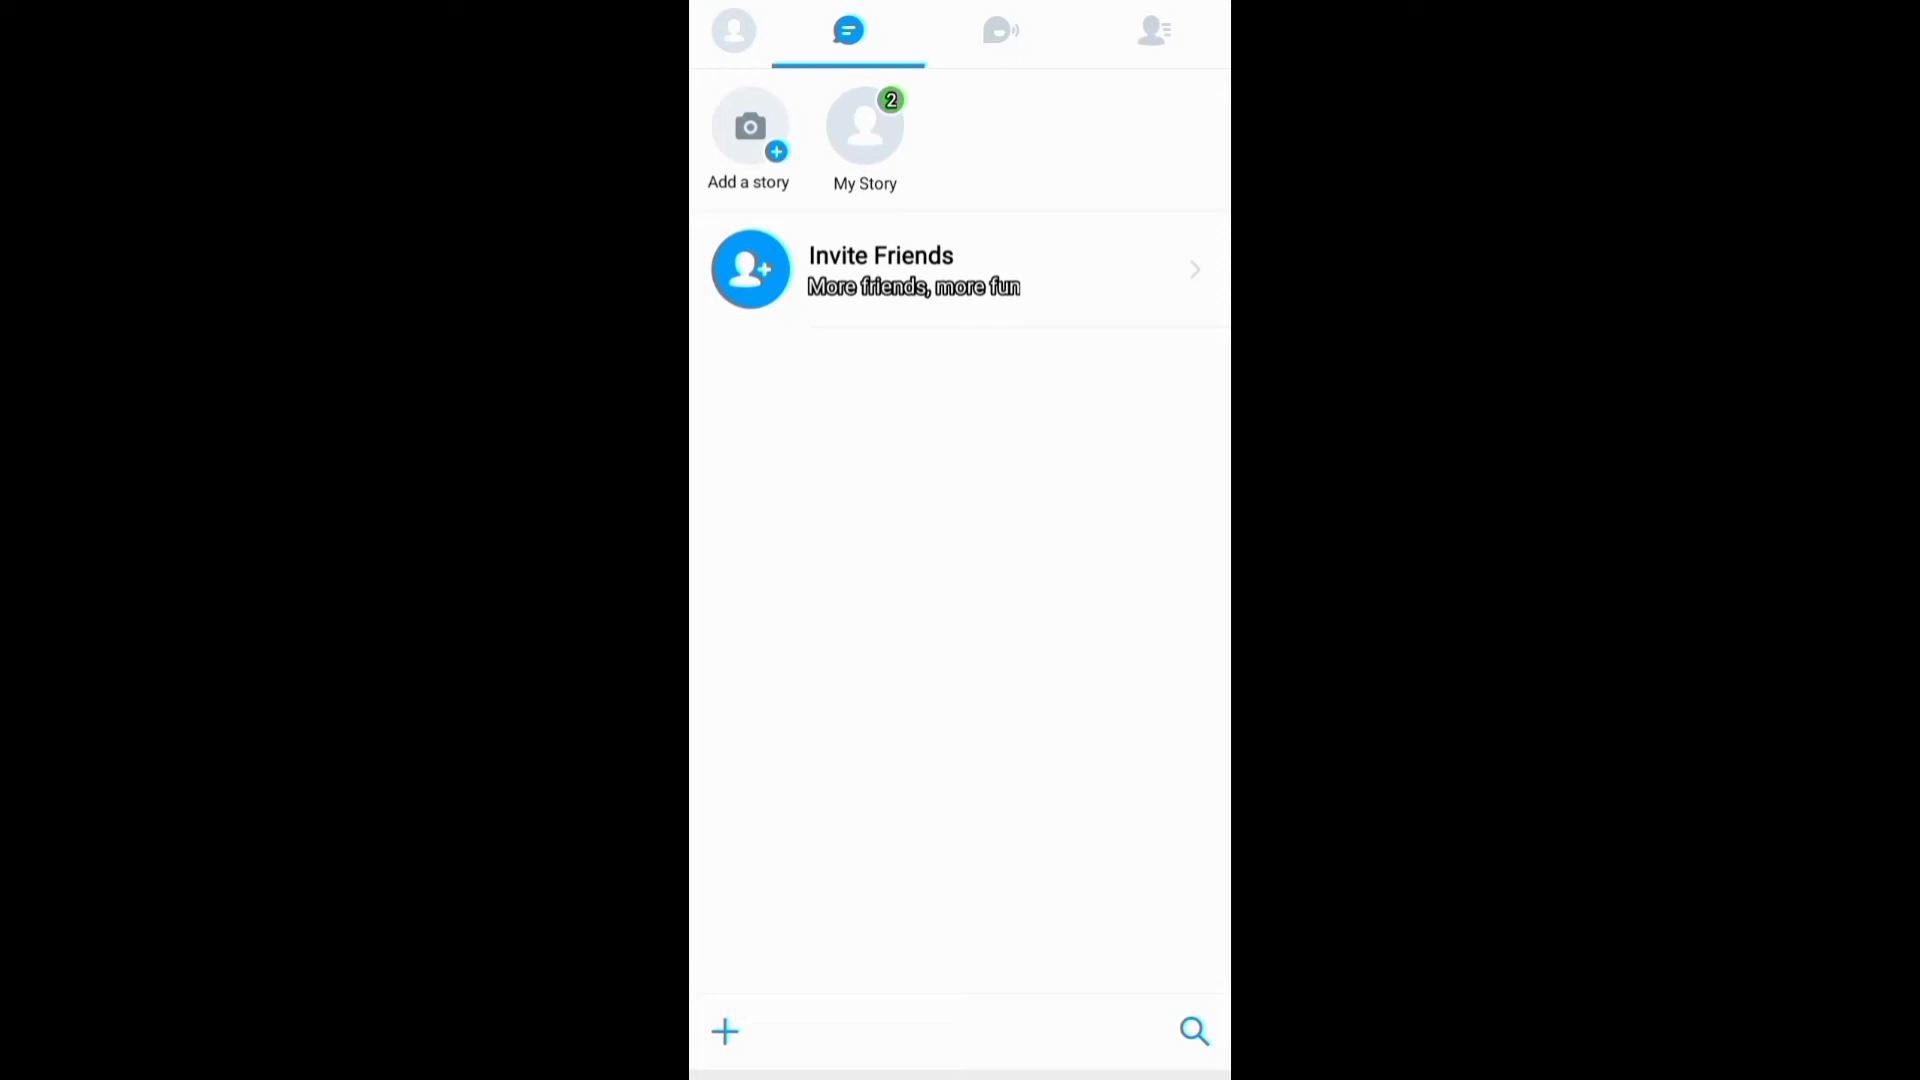 2
Add a story
My Story
Invite Friends
More friends, more fun